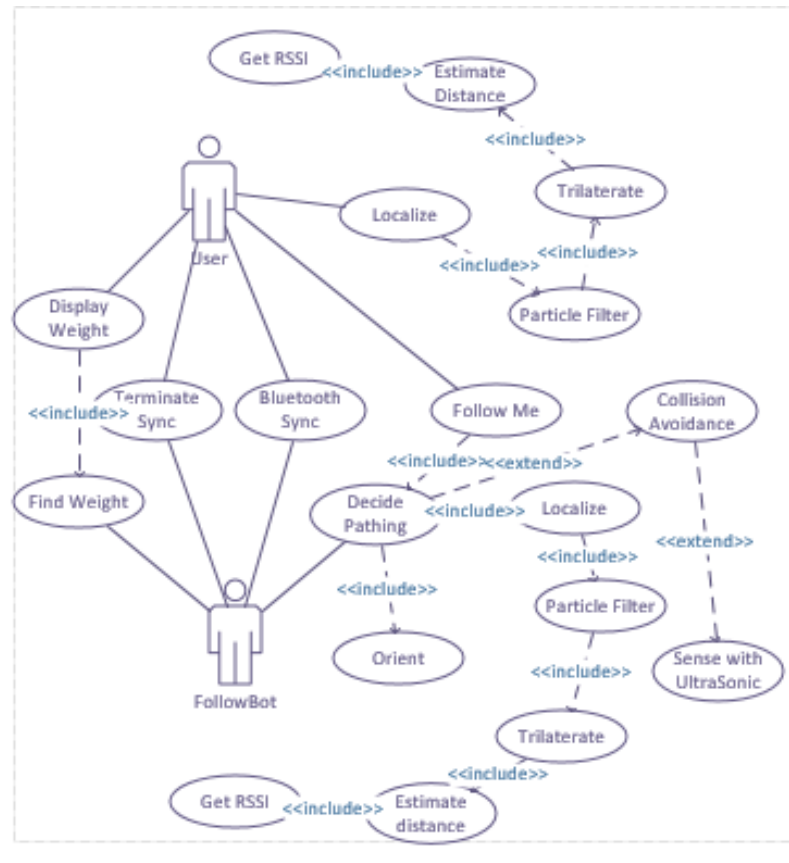 Get RSSI
<<include>>
Estimate
Distance
<<include>>
Trilaterate
Localize
<<include>>
<<include>>
Particle Filter
User
Display
Weight
<<include>>
Terminate
Sync
Bluetooth
Sync
Follow Me
Collision
Avoidance
<<include>>
<<extend>>
Find Weight
Decide
Pathing
<<include>>
Localize
<<extend>>
<<include>>
<<include>>
Particle Filter
Orient
<<include>>
Sense with
UltraSonic
FollowBot
Trilaterate
<<include>>
Get RSSI
<<include>>
Estimate
distance